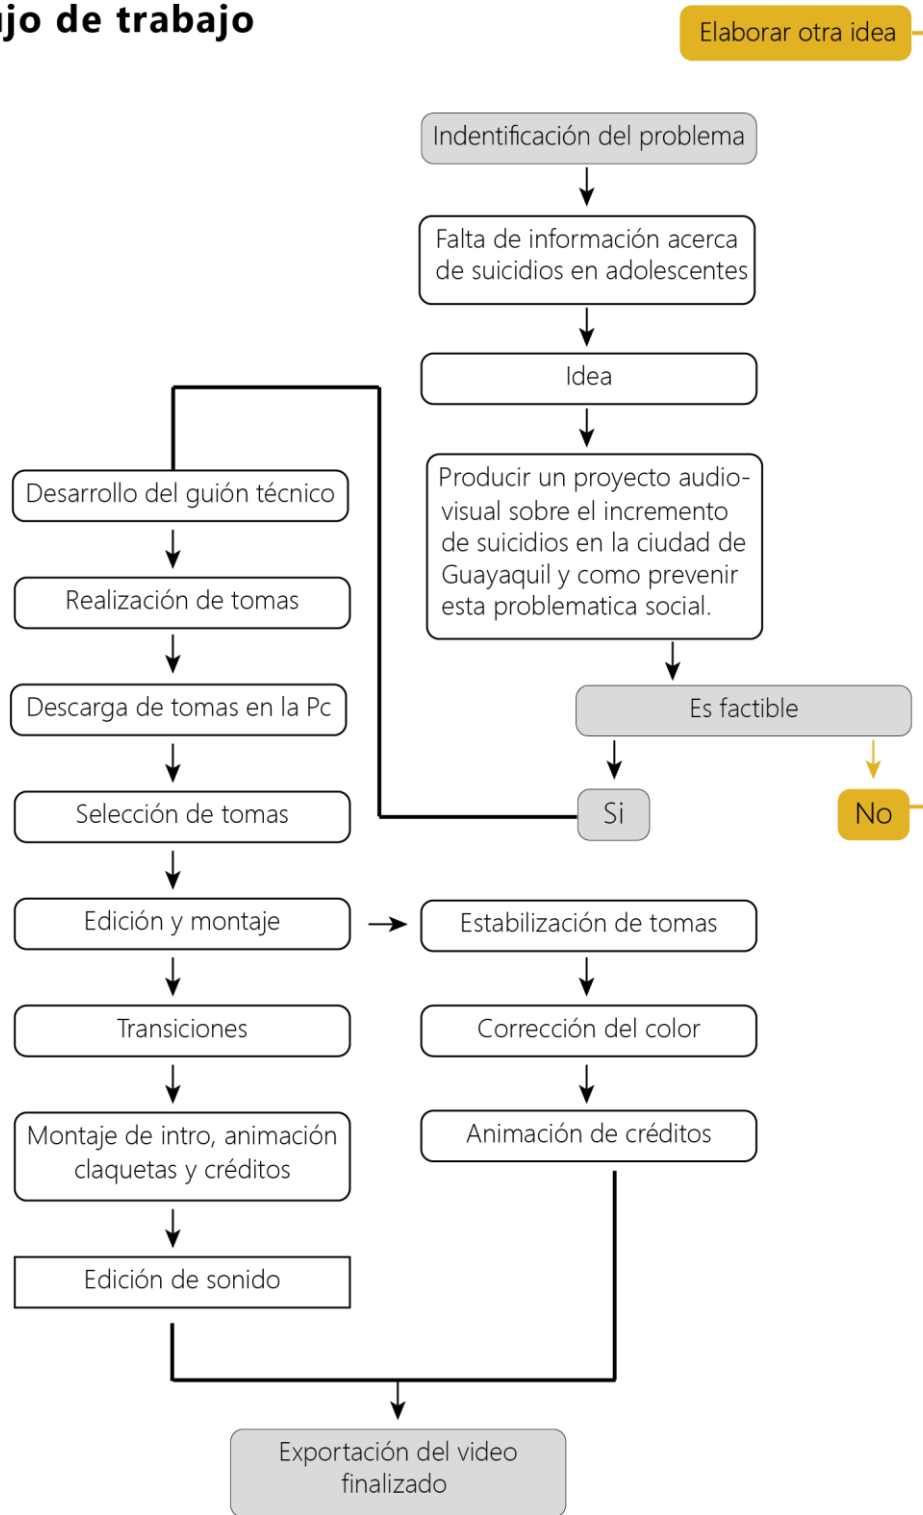 ujo de trabajo
Elaborar otra idea
Indentificación del problema
Falta de información acerca
de suicidios en adolescentes
Idea
Producir un proyecto audio-
visual sobre el incremento
de suicidios en la ciudad de
Guayaquil y como prevenir
esta problematica social.
Es factible
Si
No
Desarrollo del guión técnico
Realización de tomas
Descarga de tomas en la Pc
Selección de tomas
Edición y montaje
Estabilización de tomas
Transiciones
Corrección del color
Montaje de intro, animación
claquetas y créditos
Animación de créditos
Edición de sonido
Exportación del video
finalizado